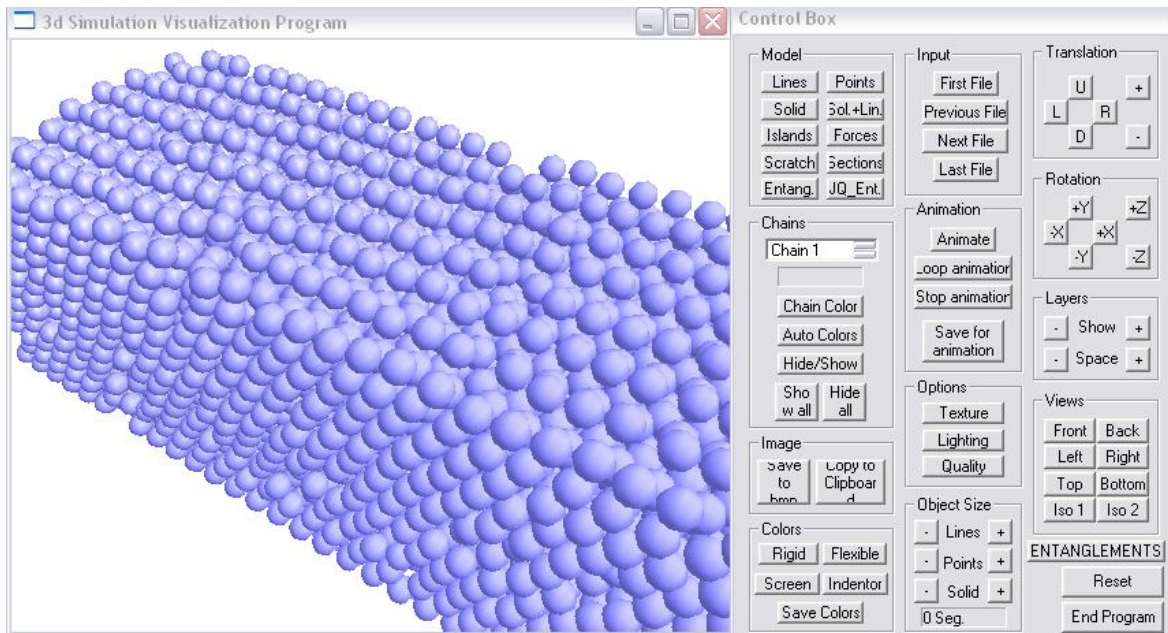 3d Simulation Visualization Program
Control Box
Model
Lines Points
Solid Sol.+Lin.
Islands Forces
Scratch Sections
Entang. JQ_Ent.
Chains
Chain 1
Chain Color
Auto Colors
Hide/Show
Sho
w all
Hide
all
Image
Save
to
bmp
Copy to
Clipboar
d
Colors
Rigid Flexible
Screen Indentor
Save Colors
Input
First File
Previous File
Next File
Last File
Animation
Animate
Loop animation
Stop animation
Save for
animation
Options
Texture
Lighting
Quality
Object Size
- Lines +
- Points +
- Solid +
0 Seg.
Translation
U +
L R
D -
Rotation
+Y +Z
-X +X
-Y -Z
Layers
- Show +
- Space +
Views
Front Back
Left Right
Top Bottom
Iso 1 Iso 2
ENTANGLEMENTS
Reset
End Program